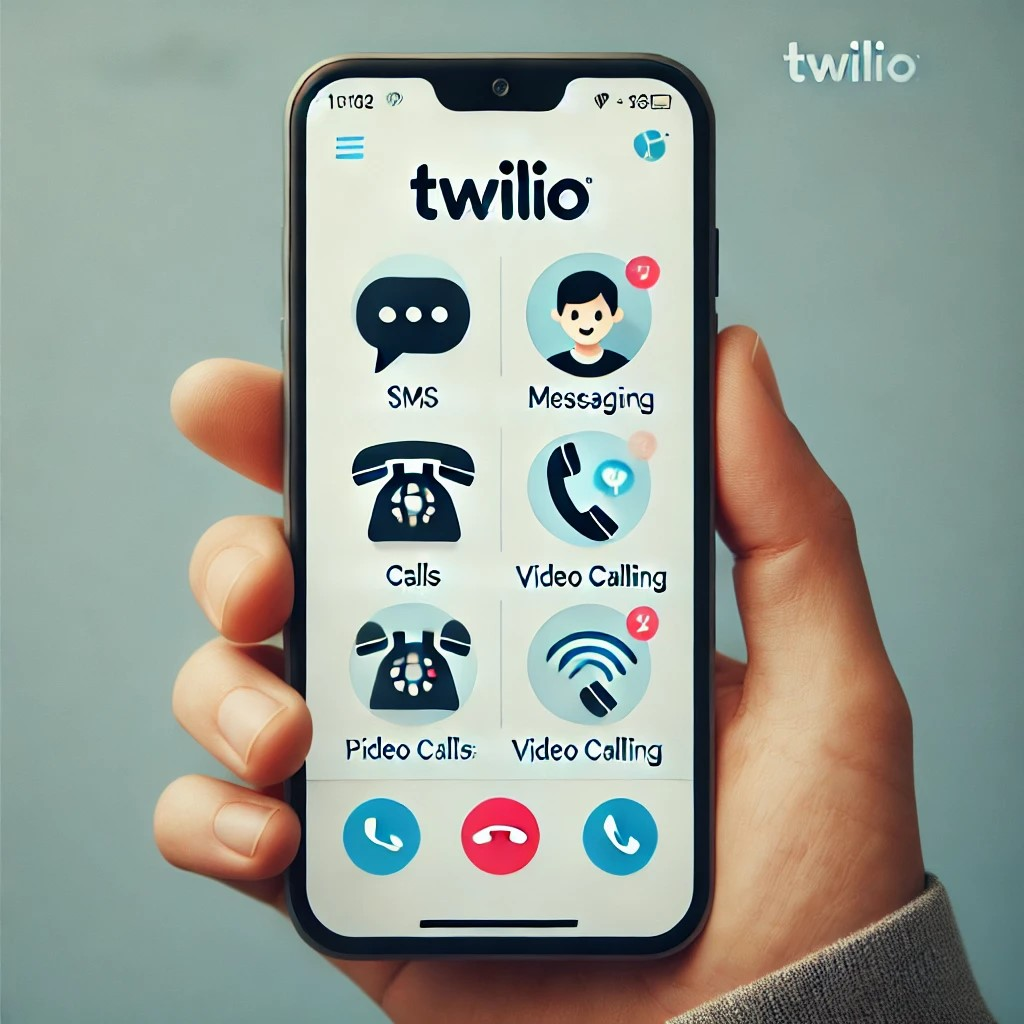 twilio
twilio
SMS
Messaging
Calls
Video Calling
Pideo Calls:
Video Calling